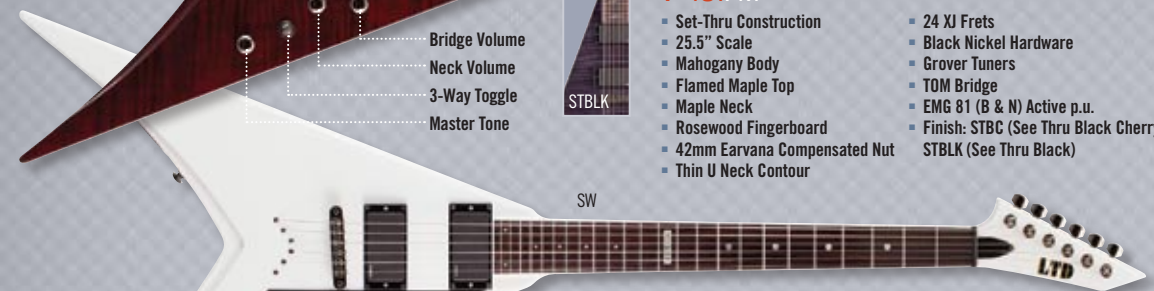 Bridge Volume
Neck Volume
3-Way Toggle
Master Tone
STBLK
Set-Thru Construction
25.5” Scale
Mahogany Body
Flamed Maple Top
Maple Neck
Rosewood Fingerboard
42mm Earvana Compensated Nut
Thin U Neck Contour
24 XJ Frets
Black Nickel Hardware
Grover Tuners
TOM Bridge
EMG 81 (B & N) Active p.u.
Finish: STBC (See Thru Black Cherry
STBLK (See Thru Black)
SW
LTD